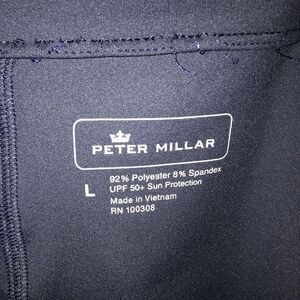 PETER MILLAR
L
92% Polyester 8% Spandex
UPF 50+ Sun Protection
Made in Vietnam
RN 100308